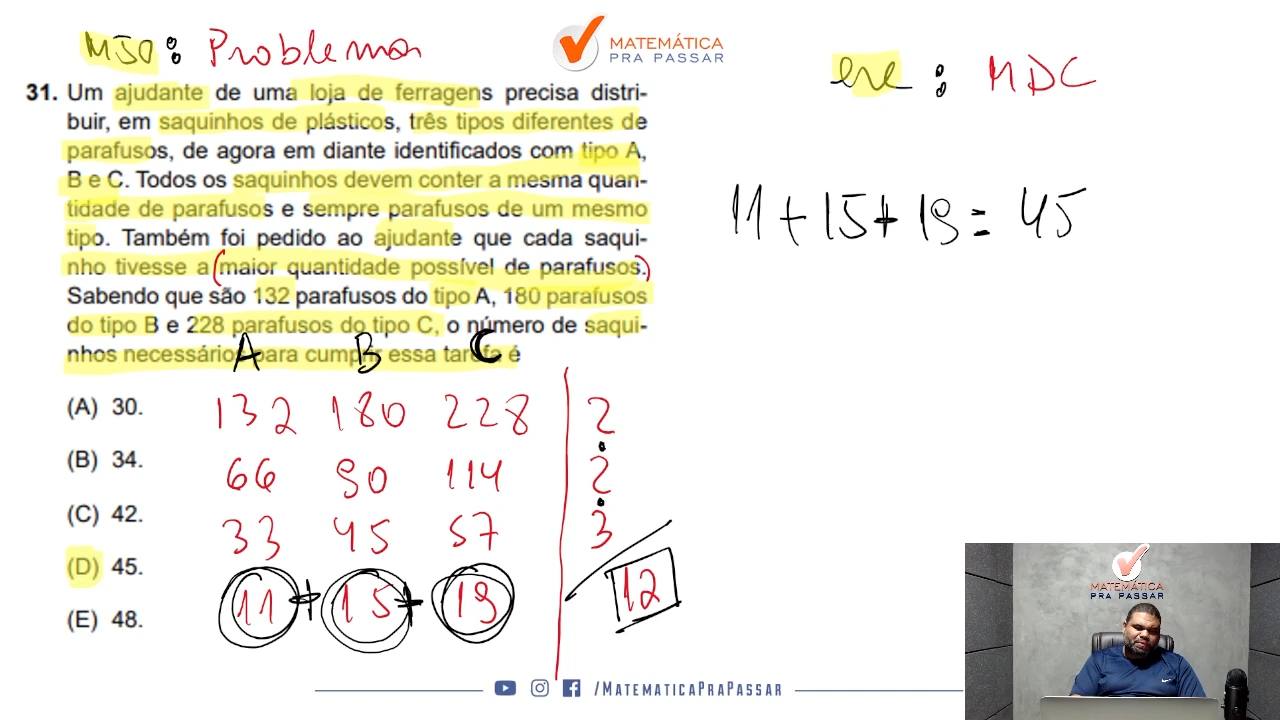 MJO: Problemas
MATEMÁTICA
PRA PASSAR
: MDC
31. Um ajudante de uma loja de ferragens precisa distri-
buir, em saquinhos de plásticos, três tipos diferentes de
parafusos, de agora em diante identificados com tipo A,
B e C. Todos os saquinhos devem conter a mesma quan-
tidade de parafusos e sempre parafusos de um mesmo
tipo. Também foi pedido ao ajudante que cada saqui-
nho tivesse a (maior quantidade possível de parafusos.)
Sabendo que são 132 parafusos do tipo A, 180 parafusos
do tipo B e 228 parafusos do tipo C, o número de saqui-
nhos necessários para cumprir essa tarefa é
11+15+19=45
A B C
(A) 30.
(B) 34.
(C) 42.
(D) 45.
(E) 48.
132 180 228 2
66 90 114 2
33 45 57 3
11 + 15 + 19 12
/MATEMATICAPRAPASSAR
MATEMÁTICA
PRA PASSAR